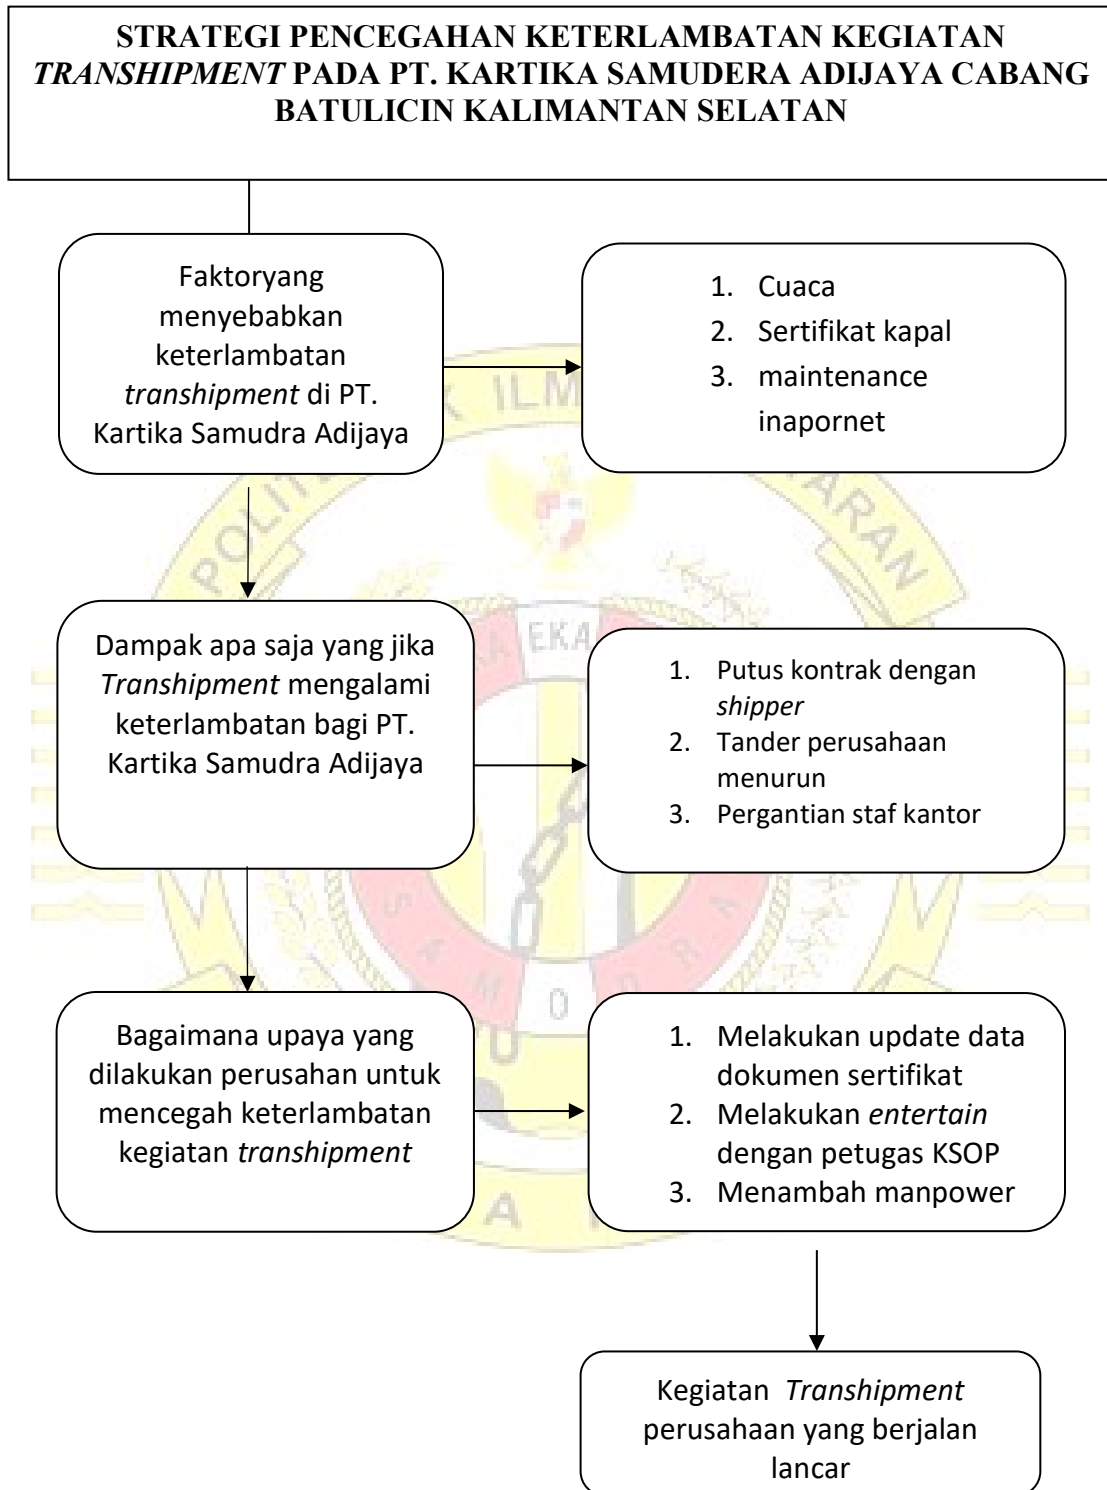 STRATEGI PENCEGAHAN KETERLAMBATAN KEGIATAN
TRANSHIPMENT PADA PT. KARTIKA SAMUDERA ADIJAYA CABANG
BATULICIN KALIMANTAN SELATAN
Faktoryang
menyebabkan
keterlambatan
transhipment di PT.
Kartika Samudra Adijaya
1. Cuaca
2. Sertifikat kapal
3. maintenance
inapornet
Dampak apa saja yang jika
Transhipment mengalami
keterlambatan bagi PT.
Kartika Samudra Adijaya
1. Putus kontrak dengan
shipper
2. Tander perusahaan
menurun
3. Pergantian staf kantor
Bagaimana upaya yang
dilakukan perusahan untuk
mencegah keterlambatan
kegiatan transhipment
1. Melakukan update data
dokumen sertifikat
2. Melakukan entertain
dengan petugas KSOP
3. Menambah manpower
Kegiatan Transhipment
perusahaan yang berjalan
lancar